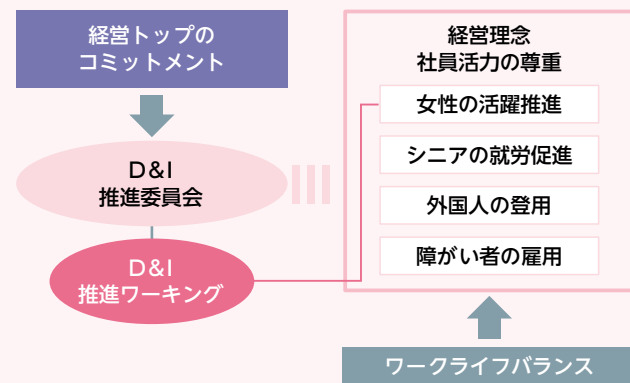 経営トップの
コミットメント
D&I
推進委員会
D&I
推進ワーキング
経営理念
社員活力の尊重
女性の活躍推進
シニアの就労促進
外国人の登用
障がい者の雇用
ワークライフバランス